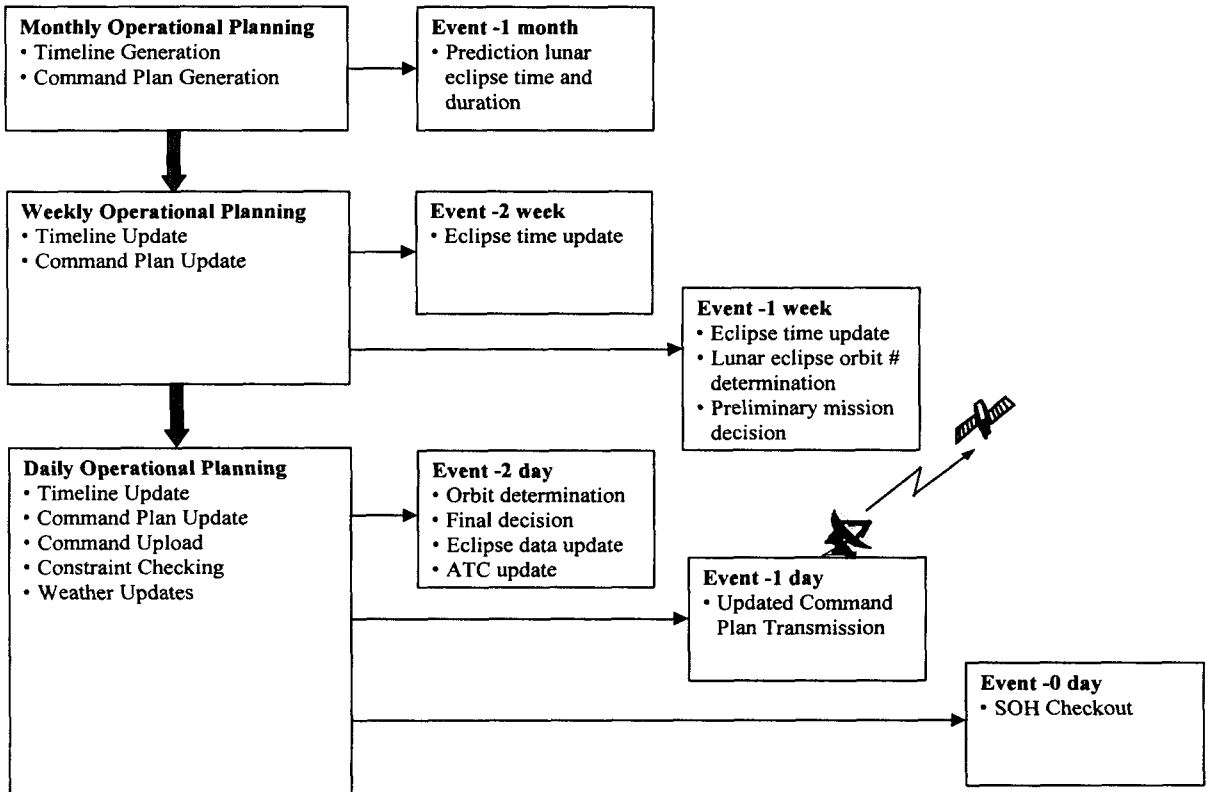 Monthly Operational Planning
• Timeline Generation
• Command Plan Generation
Event -1 month
• Prediction lunar
eclipse time and
duration
Weekly Operational Planning
• Timeline Update
• Command Plan Update
Event -2 week
• Eclipse time update
Event -1 week
• Eclipse time update
• Lunar eclipse orbit #
determination
• Preliminary mission
decision
Daily Operational Planning
• Timeline Update
• Command Plan Update
• Command Upload
• Constraint Checking
• Weather Updates
Event -2 day
• Orbit determination
• Final decision
• Eclipse data update
• ATC update
Event -1 day
• Updated Command
Plan Transmission
Event -0 day
• SOH Checkout